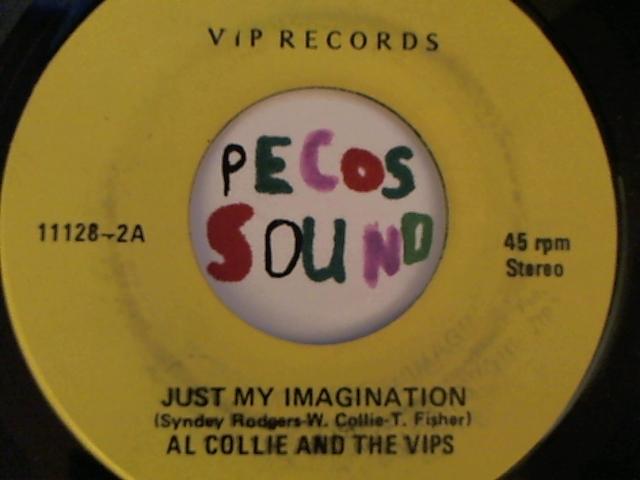 VIP RECORDS
PECOS
SOUND
11128-2A
45 rpm
Stereo
JUST MY IMAGINATION
(Syndey Rodgers-W. Collie-T. Fisher)
AL COLLIE AND THE VIPS